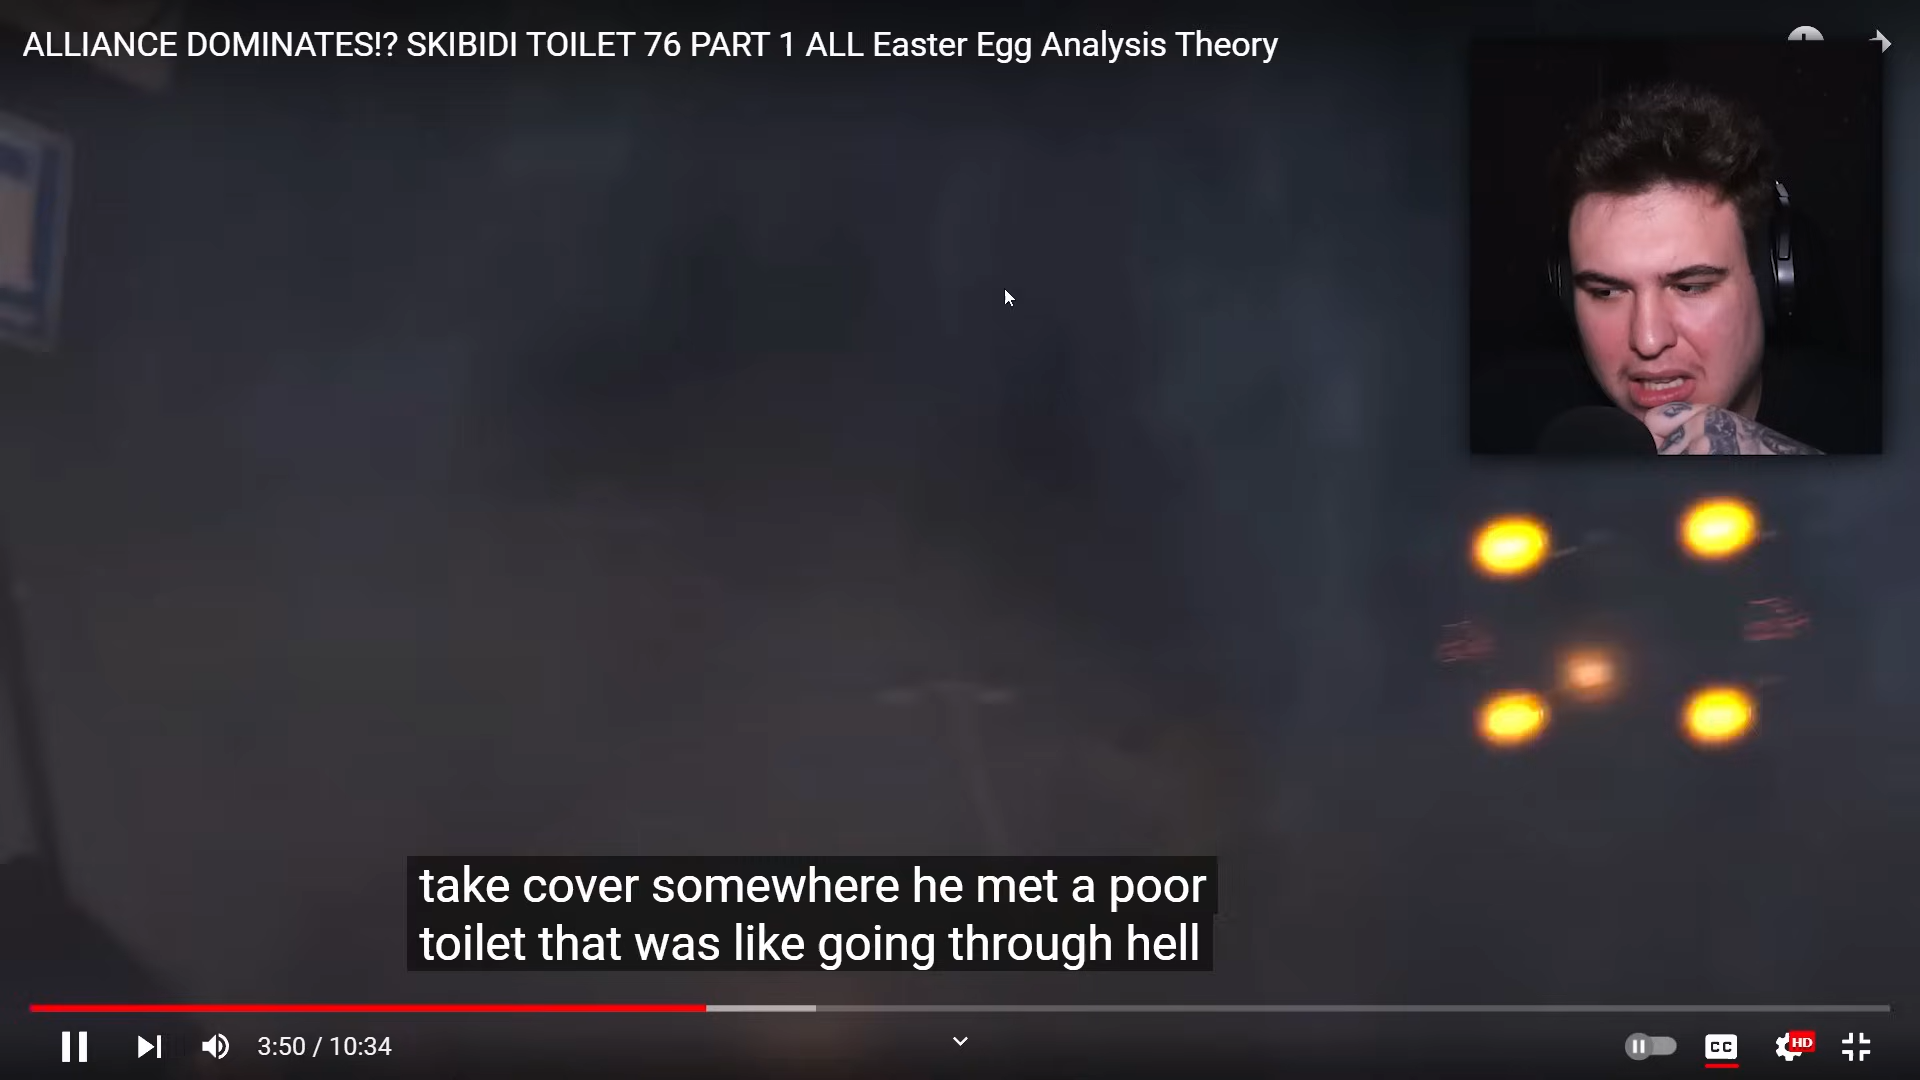 ALLIANCE DOMINATES!? SKIBIDI TOILET 76 PART 1 ALL Easter Egg Analysis Theory
take cover somewhere he met a poor
toilet that was like going through hell
3:50 / 10:34
CC
HD